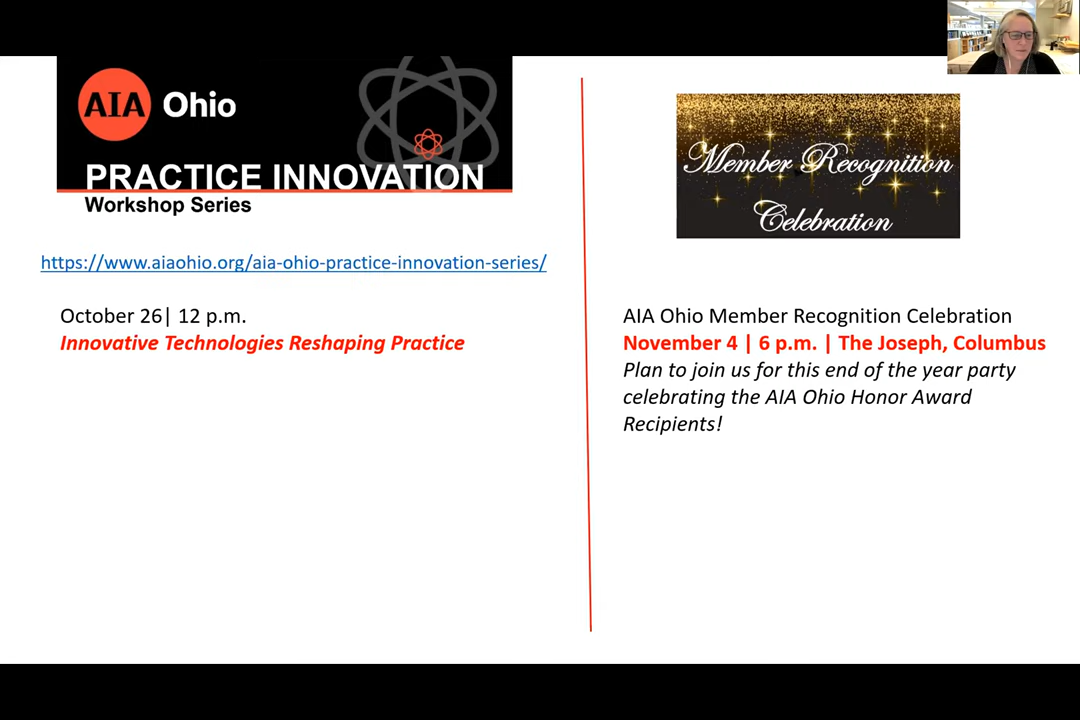 AIA Ohio
PRACTICE INNOVATION
Workshop Series
https://www.aiaohio.org/aia-ohio-practice-innovation-series/
October 26| 12 p.m.
Innovative Technologies Reshaping Practice
Member Recognition
Celebration
AIA Ohio Member Recognition Celebration
November 4 | 6 p.m. | The Joseph, Columbus
Plan to join us for this end of the year party
celebrating the AIA Ohio Honor Award
Recipients!